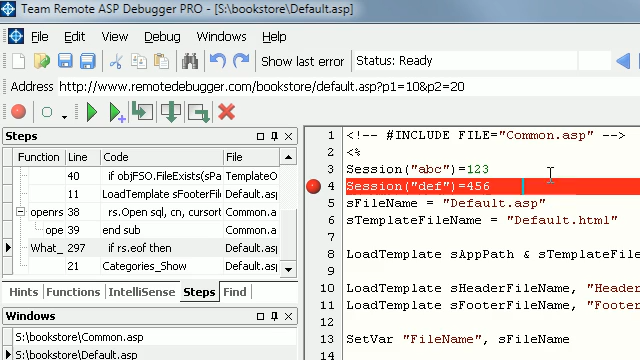 Team Remote ASP Debugger PRO - [S:\bookstore\Default.asp]
File Edit Debug Tools Windows Help
Show last error Status: Ready
Address http://www.remotedebugger.com/bookstore/default.asp?p1=10&p2=20
Steps
Function Line Code File
40 if objFSO.FileExists(sPa TemplateO
11 LoadTemplate sFooterFile Default.as
openrs 38 rs.Open sql, cn, cursort Common.a
ope 39 end sub Common.a
What_ 297 if rs.eof then Default.as
21 Categories_Show Default.as
Hints Functions IntelliSense Steps Find
Windows
S:\bookstore\Common.asp
S:\bookstore\Default.asp
1 <!-- #INCLUDE FILE="Common.asp" -->
2 <%
3 Session("abc")=123
4 Session("def")=456
5 sFileName = "Default.asp"
6 sTemplateFileName = "Default.html"
7
8 LoadTemplate sAppPath & sTemplateFile
9
10 LoadTemplate sHeaderFileName, "Header
11 LoadTemplate sFooterFileName, "Footer
12
13 SetVar "FileName", sFileName
14